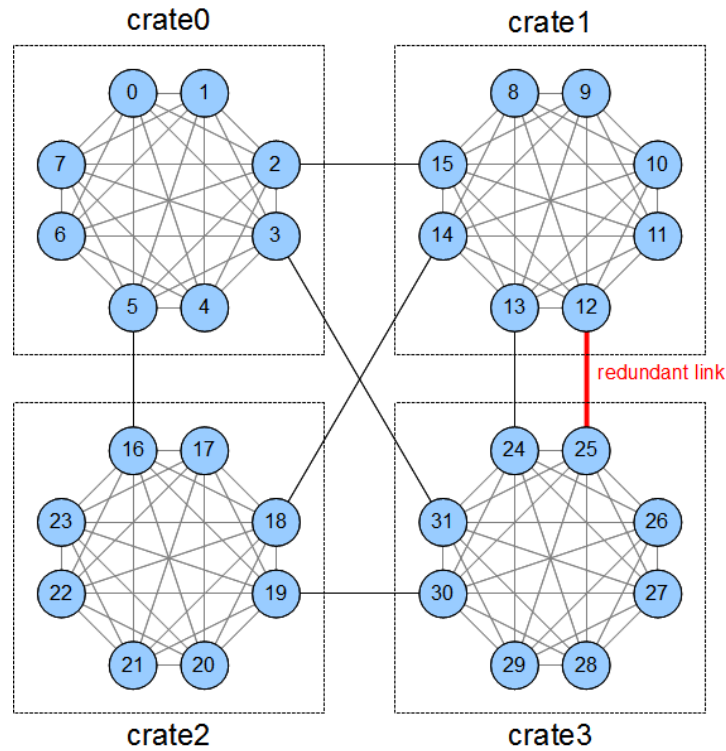 crate0 crate1
0 1 8 9
7 2 15 10
6 3 14 11
5 4 13 12
redundant link
16 17 24 25
23 18 31 26
22 19 30 27
21 20 29 28
crate2 crate3